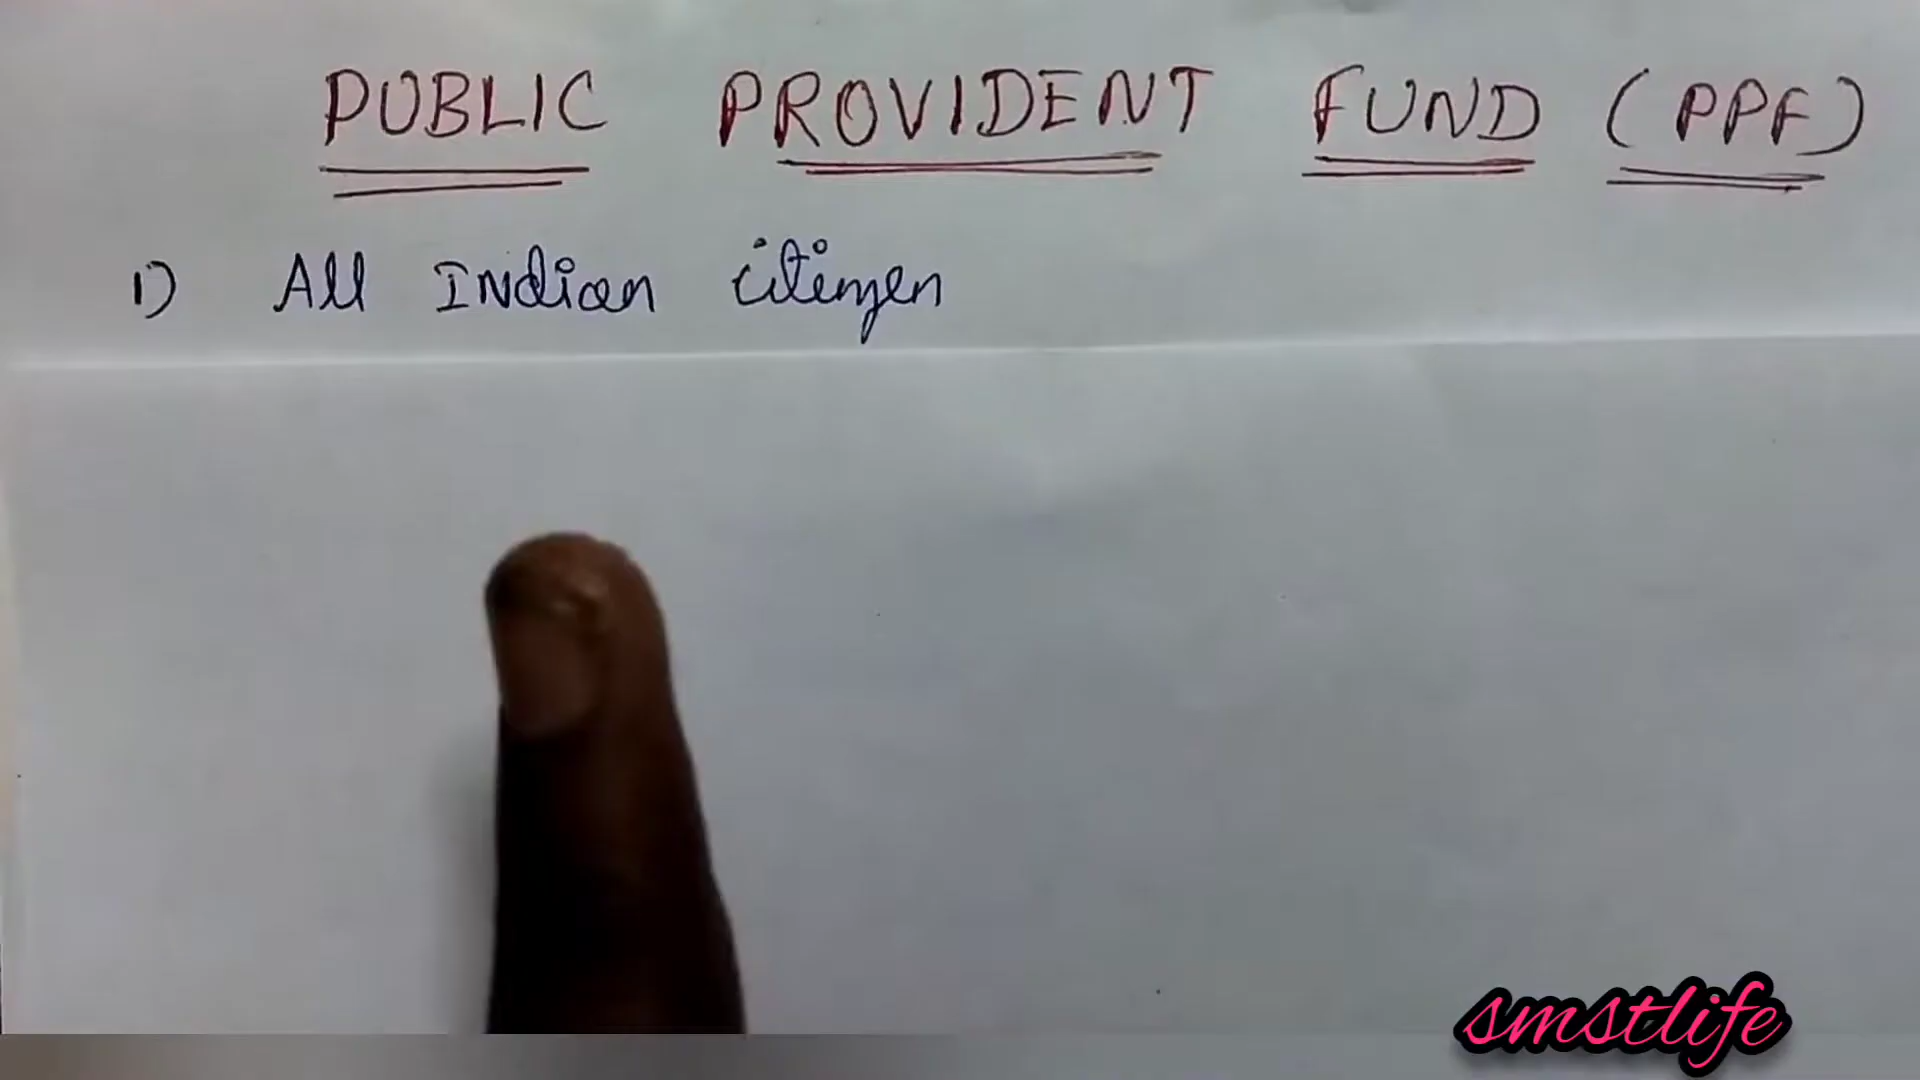 PUBLIC PROVIDENT FUND (PPF)
1) All Indian citizen
smstlife